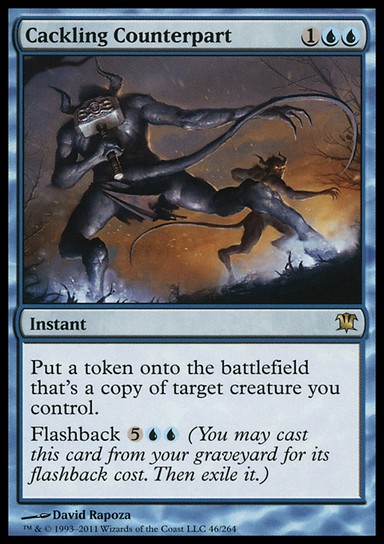 Cackling Counterpart 1
Instant
Put a token onto the battlefield
that's a copy of target creature you
control.
Flashback 5 (You may cast
this card from your graveyard for its
flashback cost. Then exile it.)
David Rapoza
™ & © 1993–2011 Wizards of the Coast LLC 46/264